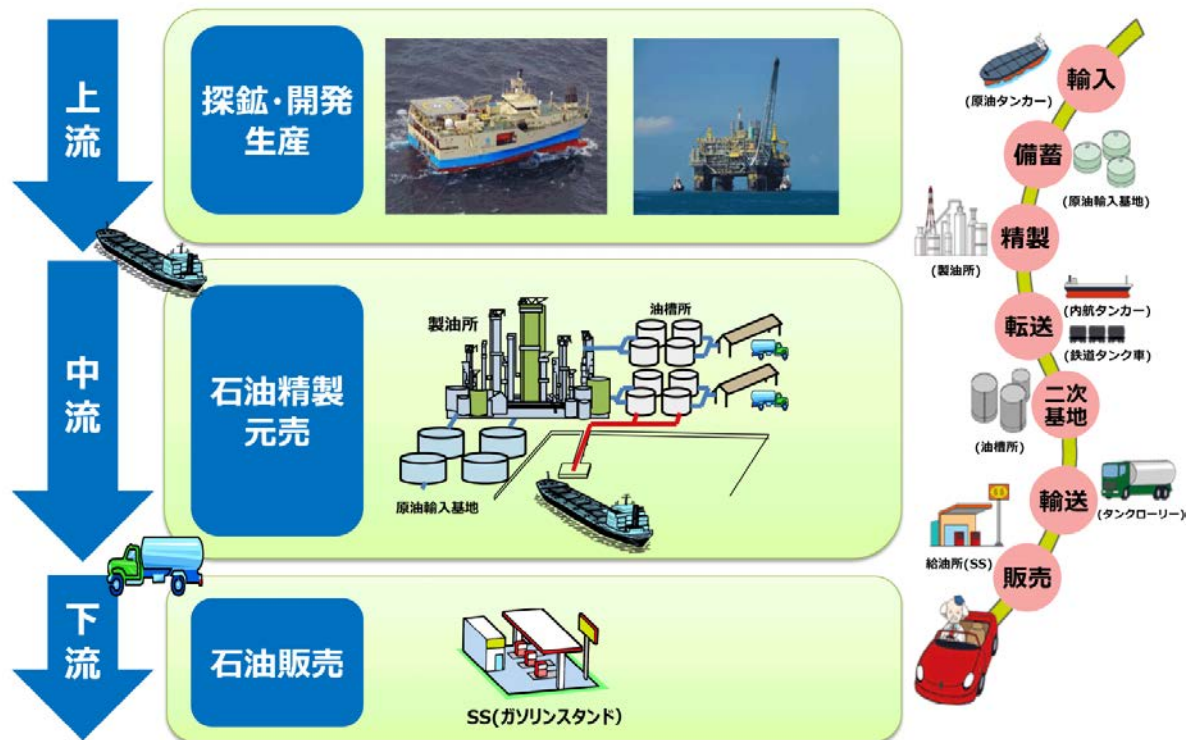 上流
探鉱・開発
生産
中流
石油精製
元売
製油所
油槽所
原油輸入基地
下流
石油販売
SS(ガソリンスタンド)
輸入
(原油タンカー)
備蓄
(原油輸入基地)
精製
(製油所)
転送
(内航タンカー)
(鉄道タンク車)
二次
基地
(油槽所)
輸送
(タンクローリー)
給油所(SS)
販売